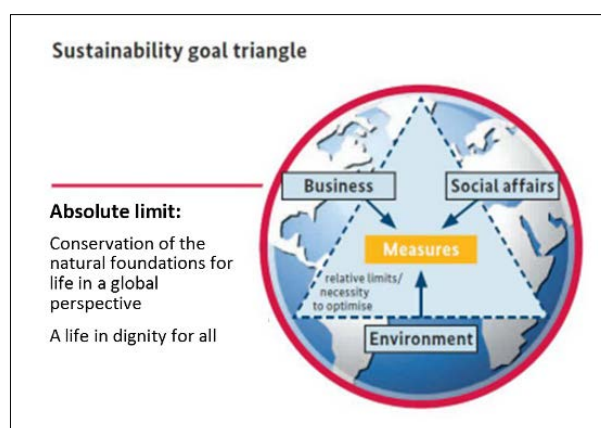 Sustainability goal triangle
Business
Social affairs
Absolute limit:
Conservation of the
natural foundations for
life in a global
perspective
A life in dignity for all
Measures
relative limits/
necessity
to optimise
Environment